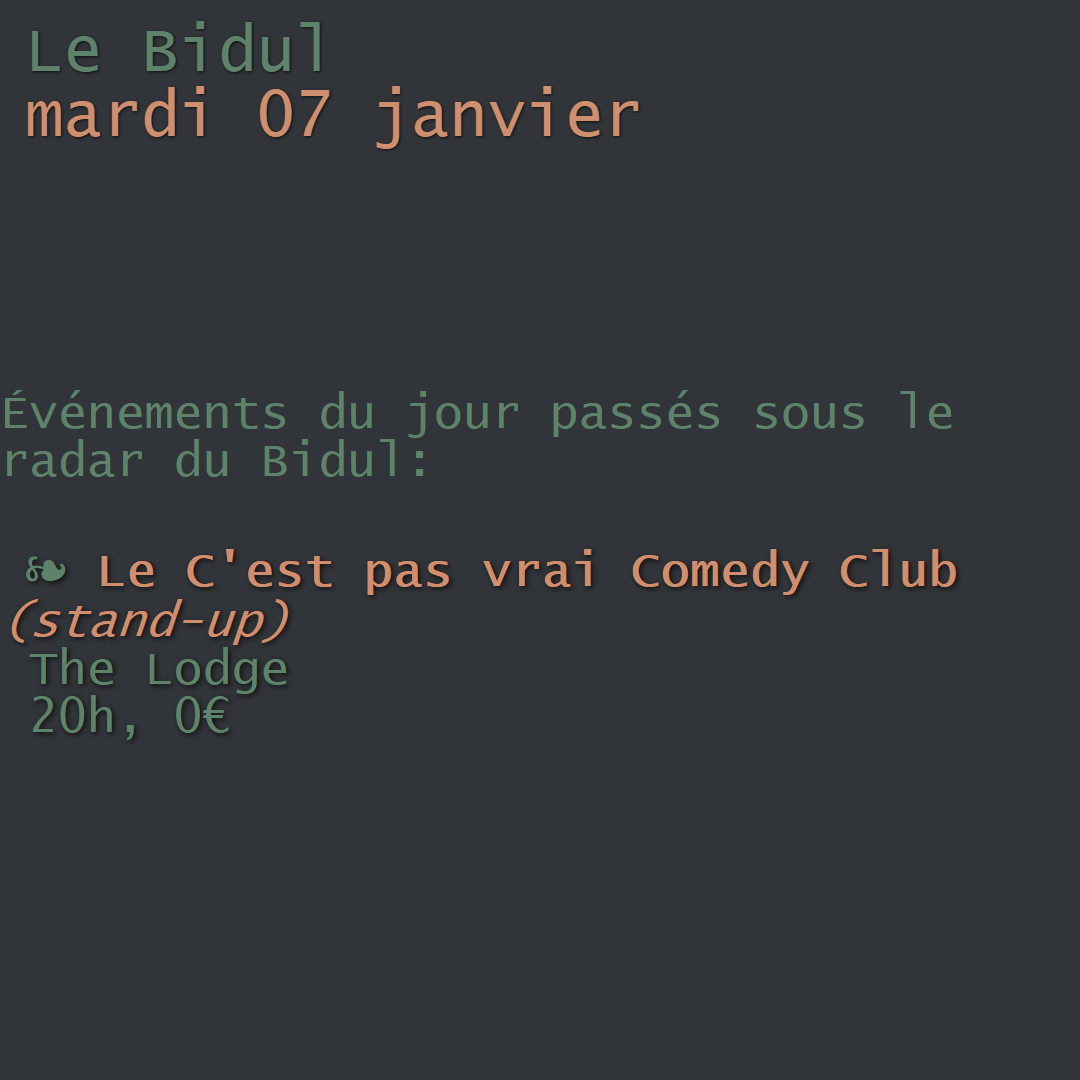 Le Bidul
mardi 07 janvier
Événements du jour passés sous le
radar du Bidul:
❧ Le C'est pas vrai Comedy Club
(stand-up)
The Lodge
20h, 0€